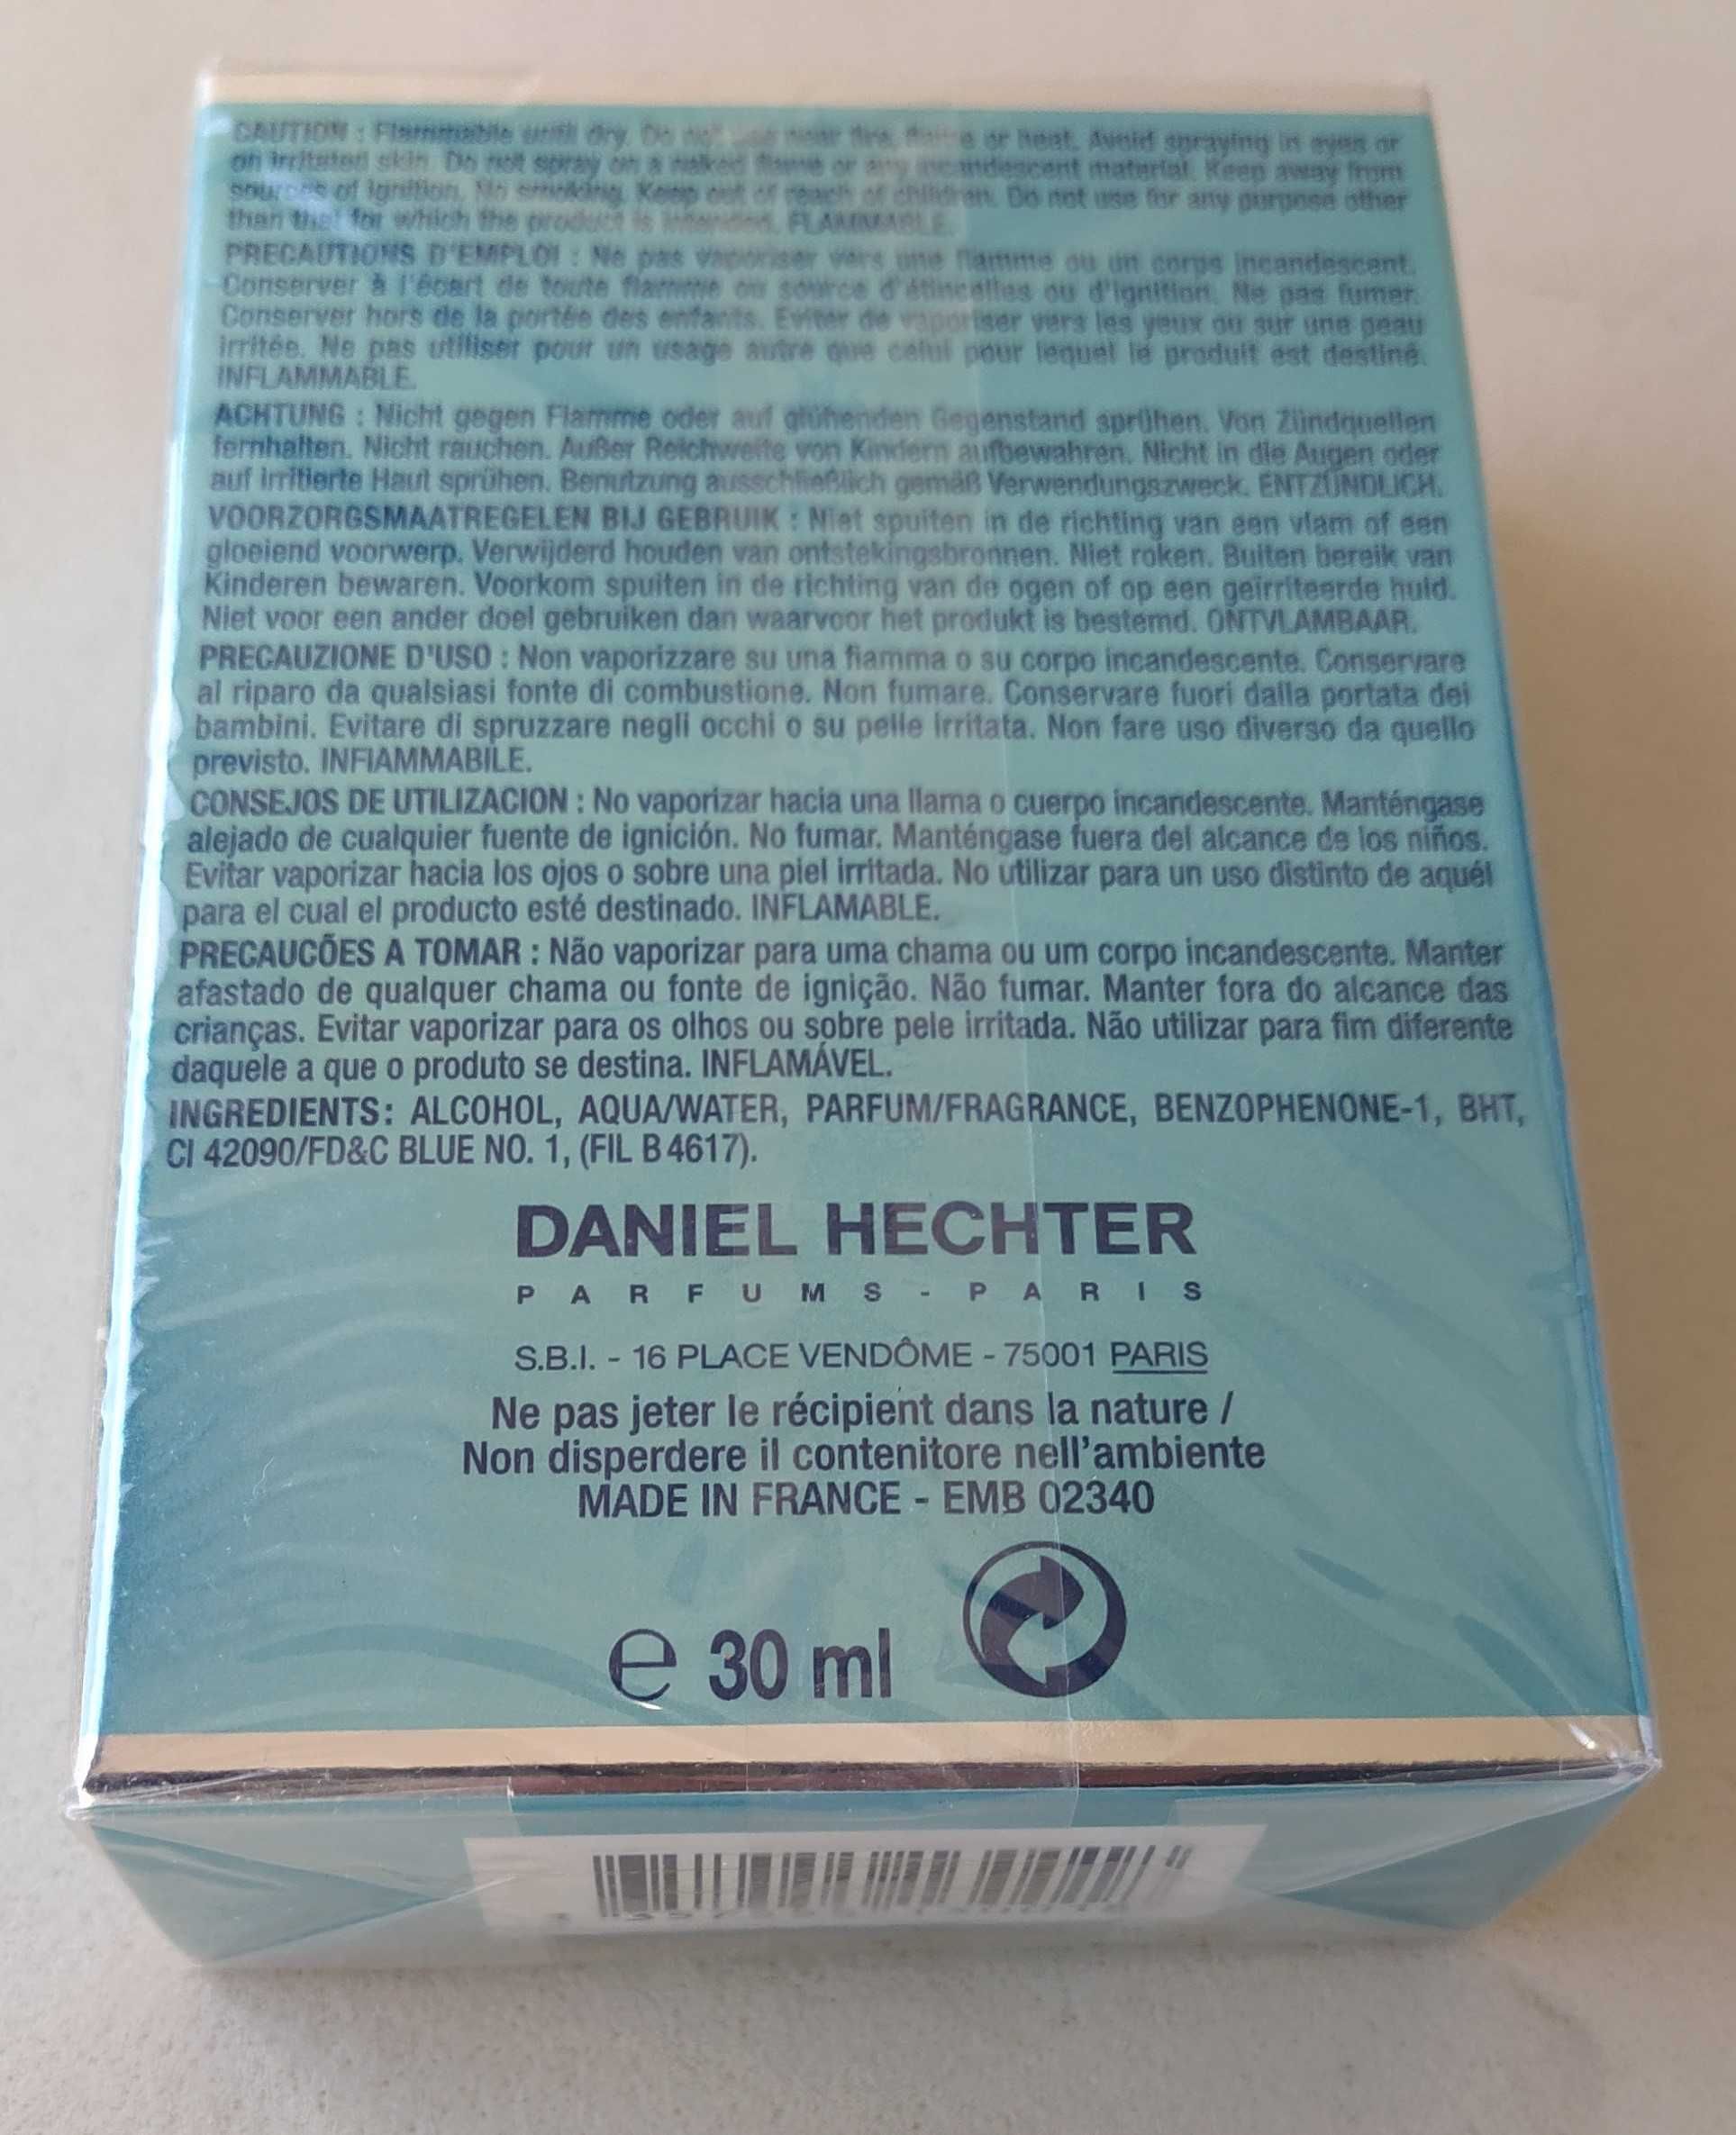 CAUTION : Flammable until dry. Do not use near fire, flame or heat. Avoid spraying in eyes or
on irritated skin. Do not spray on a naked flame or any incandescent material. Keep away from
sources of ignition. No smoking. Keep out of reach of children. Do not use for any purpose other
than that for which the product is intended. FLAMMABLE.
PRECAUTIONS D'EMPLOI : Ne pas vaporiser vers une flamme ou un corps incandescent.
Conserver à l'écart de toute flamme ou source d'étincelles ou d'ignition. Ne pas fumer.
Conserver hors de la portée des enfants. Eviter de vaporiser vers les yeux ou sur une peau
irritée. Ne pas utiliser pour un usage autre que celui pour lequel le produit est destiné.
INFLAMMABLE.
ACHTUNG : Nicht gegen Flamme oder auf glühenden Gegenstand sprühen. Von Zündquellen
fernhalten. Nicht rauchen. Außer Reichweite von Kindern aufbewahren. Nicht in die Augen oder
auf irritierte Haut sprühen. Benutzung ausschließlich gemäß Verwendungszweck. ENTZÜNDLICH.
VOORZORGSMAATREGELEN BIJ GEBRUIK : Niet spuiten in de richting van een vlam of een
gloeiend voorwerp. Verwijderd houden van ontstekingsbronnen. Niet roken. Buiten bereik van
Kinderen bewaren. Voorkom spuiten in de richting van de ogen of op een geïrriteerde huid.
Niet voor een ander doel gebruiken dan waarvoor het produkt is bestemd. ONTVLAMBAAR.
PRECAUZIONE D'USO : Non vaporizzare su una fiamma o su corpo incandescente. Conservare
al riparo da qualsiasi fonte di combustione. Non fumare. Conservare fuori dalla portata dei
bambini. Evitare di spruzzare negli occhi o su pelle irritata. Non fare uso diverso da quello
previsto. INFIAMMABILE.
CONSEJOS DE UTILIZACION : No vaporizar hacia una llama o cuerpo incandescente. Manténgase
alejado de cualquier fuente de ignición. No fumar. Manténgase fuera del alcance de los niños.
Evitar vaporizar hacia los ojos o sobre una piel irritada. No utilizar para un uso distinto de aquél
para el cual el producto esté destinado. INFLAMABLE.
PRECAUCÕES A TOMAR : Não vaporizar para uma chama ou um corpo incandescente. Manter
afastado de qualquer chama ou fonte de ignição. Não fumar. Manter fora do alcance das
crianças. Evitar vaporizar para os olhos ou sobre pele irritada. Não utilizar para fim diferente
daquele a que o produto se destina. INFLAMÁVEL.
INGREDIENTS: ALCOHOL, AQUA/WATER, PARFUM/FRAGRANCE, BENZOPHENONE-1, BHT,
CI 42090/FD&C BLUE NO. 1, (FIL B 4617).
DANIEL HECHTER
PARFUMS - PARIS
S.B.I. - 16 PLACE VENDÔME - 75001 PARIS
Ne pas jeter le récipient dans la nature /
Non disperdere il contenitore nell'ambiente
MADE IN FRANCE - EMB 02340
e 30 ml